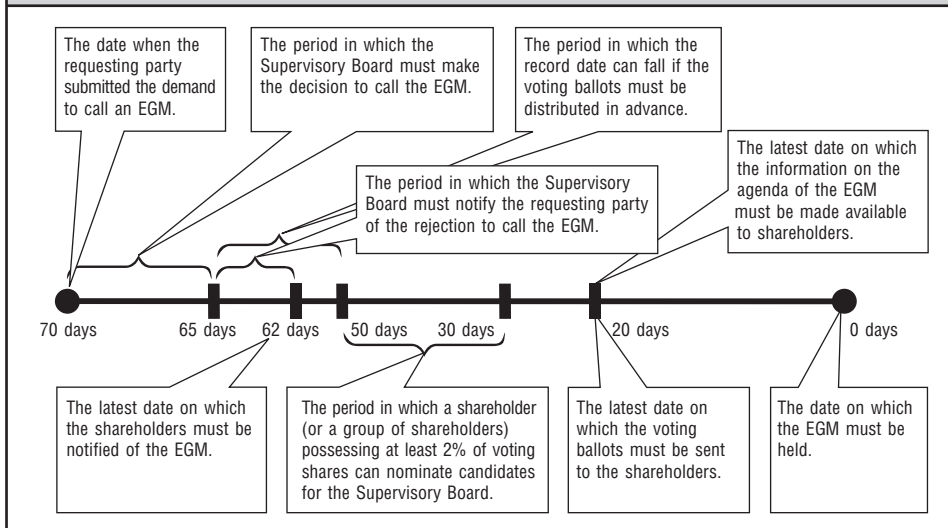 The date when the
requesting party
submitted the demand
to call an EGM.
The period in which the
Supervisory Board must make
the decision to call the EGM.
The period in which the
record date can fall if the
voting ballots must be
distributed in advance.
The latest date on which
the information on the
agenda of the EGM
must be made available
to shareholders.
The period in which the Supervisory
Board must notify the requesting party
of the rejection to call the EGM.
70 days
65 days
62 days
50 days
30 days
20 days
0 days
The latest date on which
the shareholders must be
notified of the EGM.
The period in which a shareholder
(or a group of shareholders)
possessing at least 2% of voting
shares can nominate candidates
for the Supervisory Board.
The latest date on
which the voting
ballots must be sent
to the shareholders.
The date on which
the EGM must be
held.